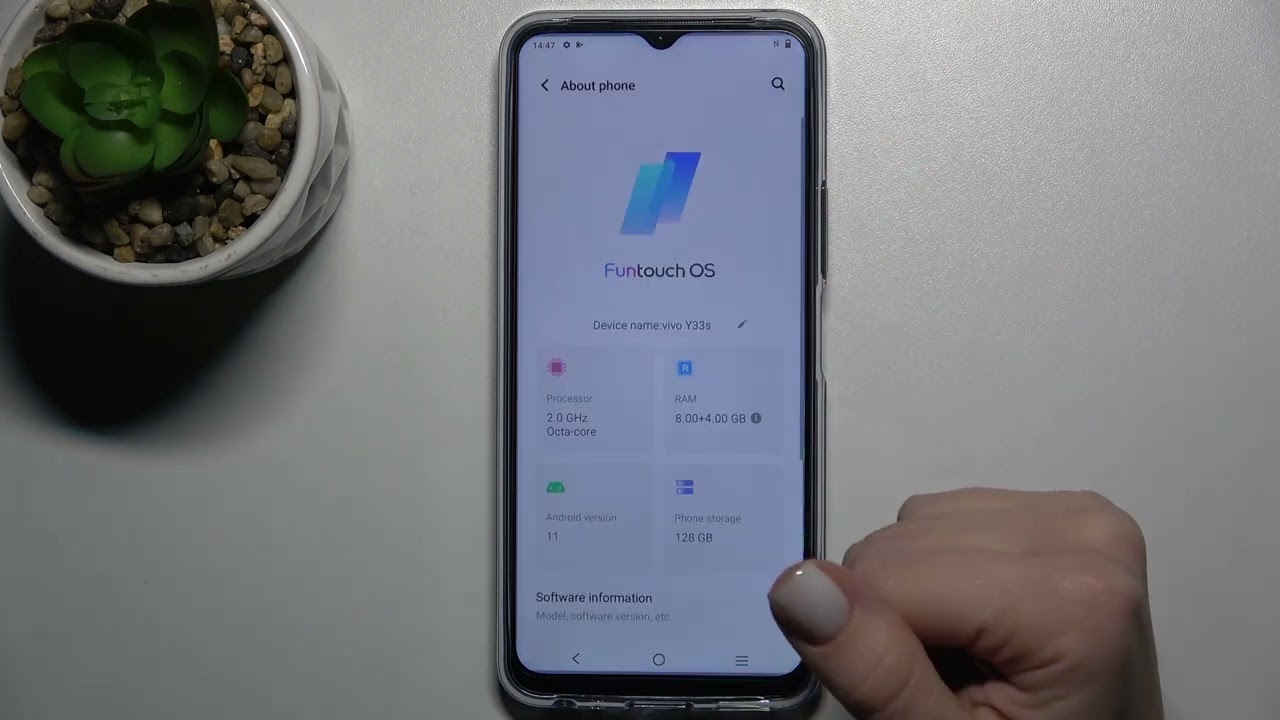 14:47
About phone
Funtouch OS
Device name:vivo Y33s
R
Processor
2.0 GHz
Octa-core
RAM
8.00+4.00 GB
Android version
11
Phone storage
128 GB
Software information
Model, software version, etc.